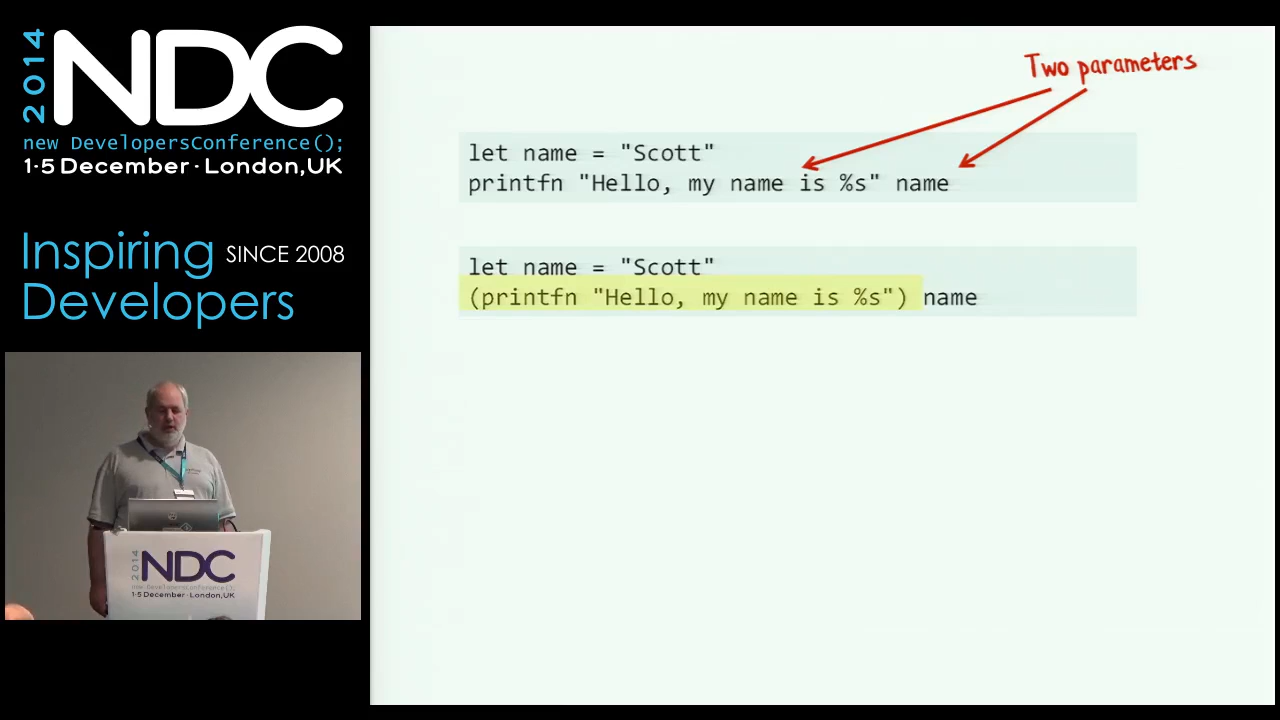 2014
NDC
new DevelopersConference();
1-5 December · London,UK
Inspiring SINCE 2008
Developers
2014
NDC
new DevelopersConference();
1-5 December · London,UK
Two parameters
let name = "Scott"
printfn "Hello, my name is %s" name
let name = "Scott"
(printfn "Hello, my name is %s") name